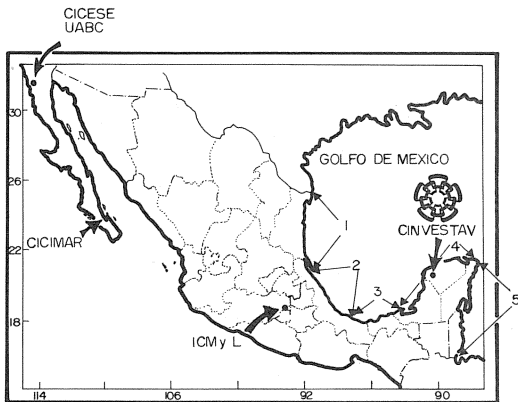 CICESE
UABC
30
GOLFO DE MEXICO
26
CINVESTAV
1
4
22
CICIMAR
2
3
5
18
ICM y L
114
106
92
90